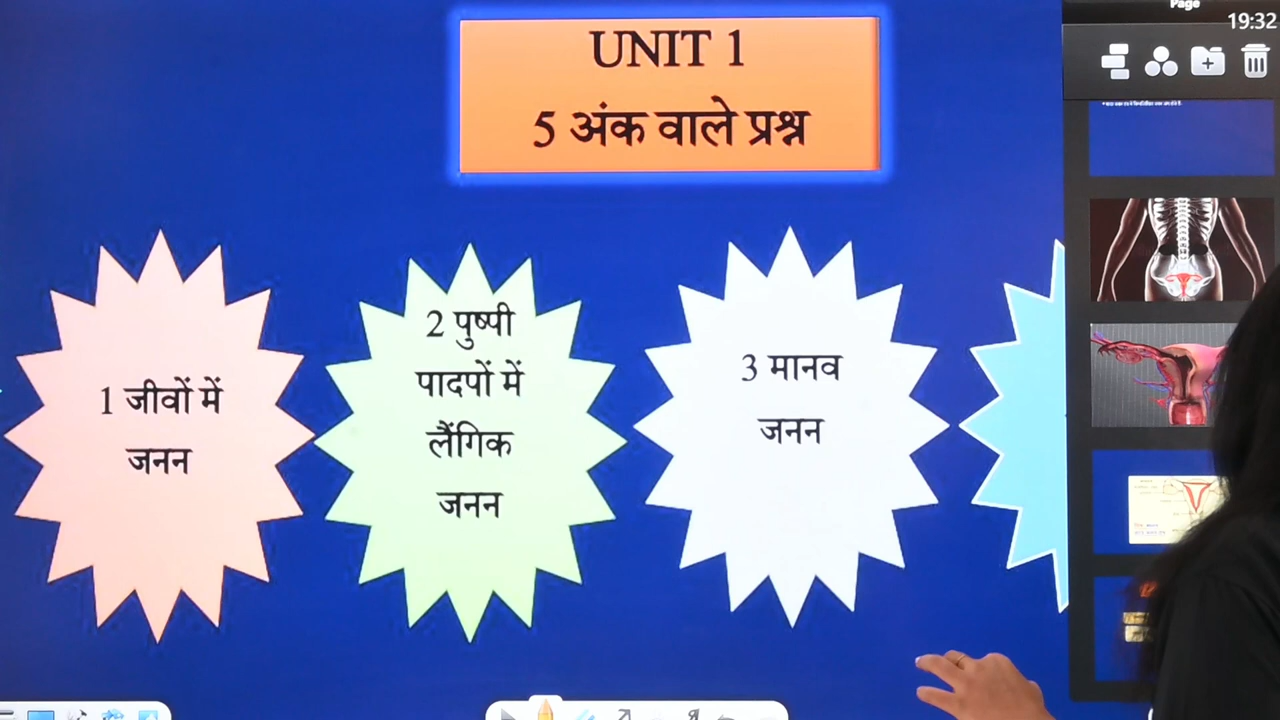 Page
19:32
UNIT 1
5 अंक वाले प्रश्न
1 जीवों में
जनन
2 पुष्पी
पादपों में
लैंगिक
जनन
3 मानव
जनन